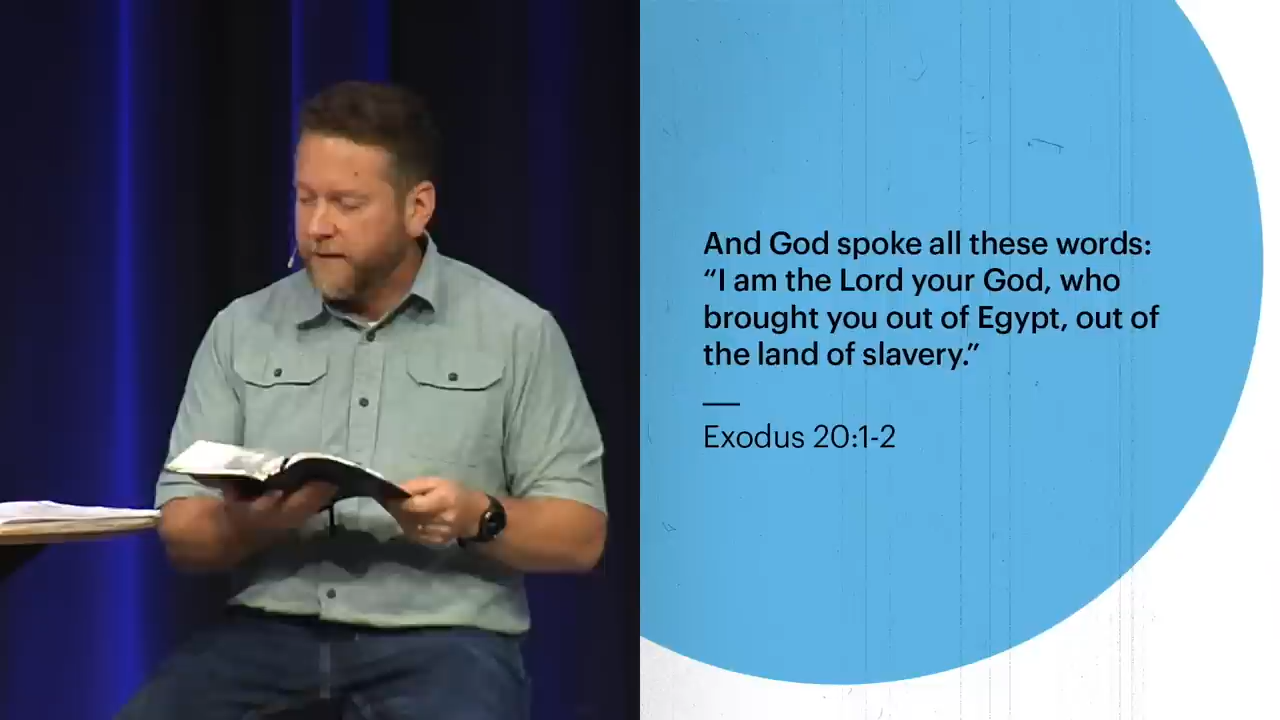 And God spoke all these words:
“I am the Lord your God, who
brought you out of Egypt, out of
the land of slavery.”
Exodus 20:1-2